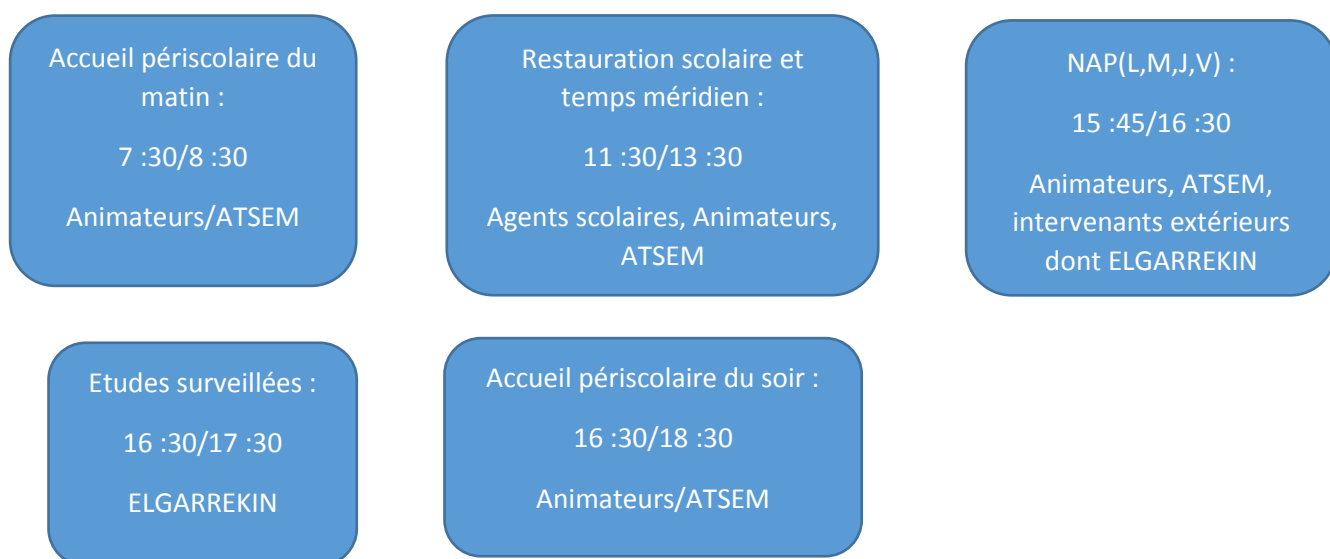 Accueil périscolaire du
matin :
7 :30/8 :30
Animateurs/ATSEM
Restauration scolaire et
temps méridien :
11 :30/13 :30
Agents scolaires, Animateurs,
ATSEM
NAP(L,M,J,V) :
15 :45/16 :30
Animateurs, ATSEM,
intervenants extérieurs
dont ELGARREKIN
Etudes surveillées :
16 :30/17 :30
ELGARREKIN
Accueil périscolaire du soir :
16 :30/18 :30
Animateurs/ATSEM